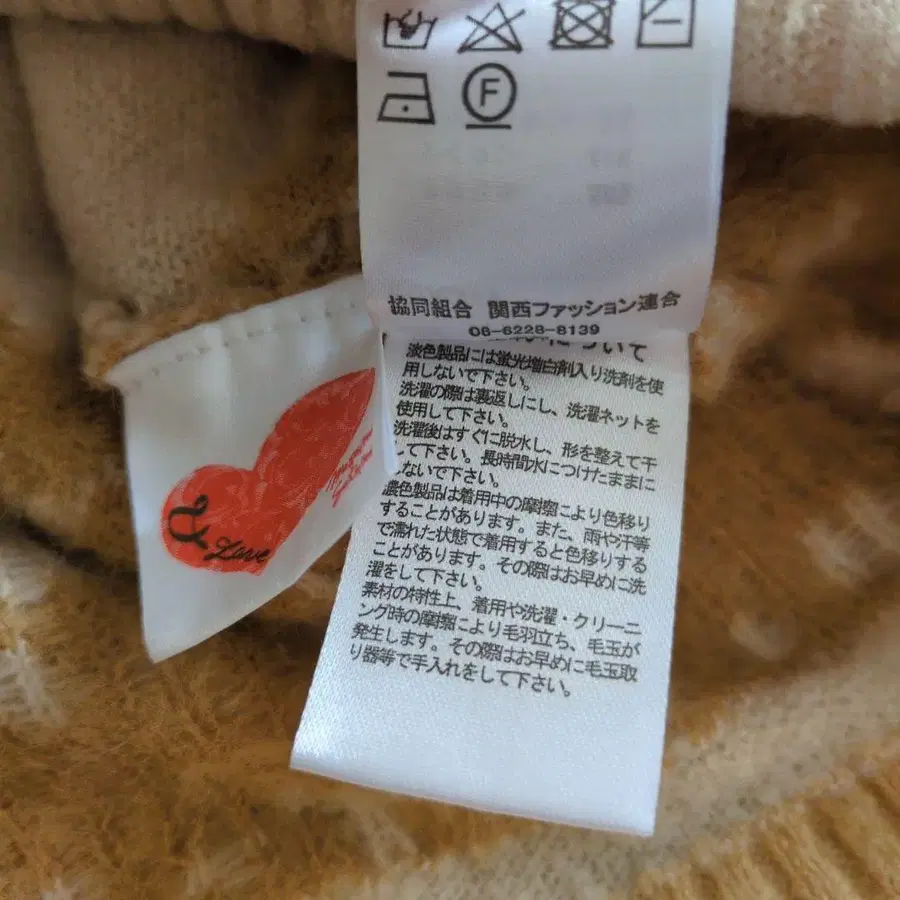 F
協同組合 関西ファッション連合
06-6228-8139
について
淡色製品には蛍光増白剤入り洗剤を使
用しないで下さい。
洗濯の際は裏返しにし、洗濯ネットを
使用して下さい。
洗濯後はすぐに脱水し、形を整えて干
して下さい。長時間水につけたままに
しないで下さい。
濃色製品は着用中の摩擦により色移り
することがあります。また、雨や汗等
で濡れた状態で着用すると色移りする
ことがあります。その際はお早めに洗
濯をして下さい。
素材の特性上、着用や洗濯・クリーニ
ング時の摩擦により毛羽立ち、毛玉が
発生します。その際はお早めに毛玉取
り器等で手入れをして下さい。
Love